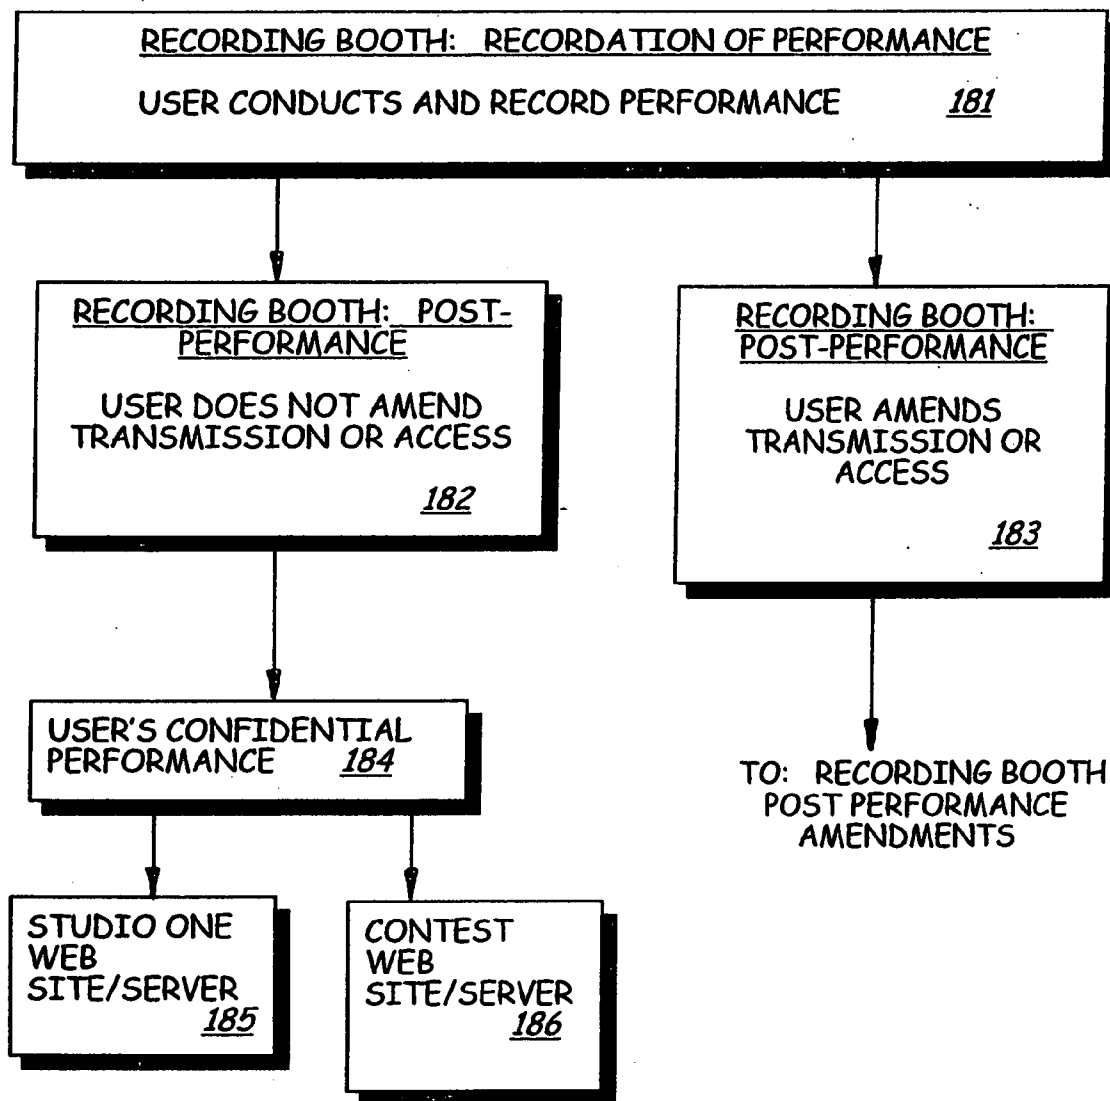 RECORDING BOOTH: RECORDATION OF PERFORMANCE
USER CONDUCTS AND RECORD PERFORMANCE 181
RECORDING BOOTH: POST-
PERFORMANCE
USER DOES NOT AMEND
TRANSMISSION OR ACCESS
182
RECORDING BOOTH:
POST-PERFORMANCE
USER AMENDS
TRANSMISSION OR
ACCESS
183
USER'S CONFIDENTIAL
PERFORMANCE 184
TO: RECORDING BOOTH
POST PERFORMANCE
AMENDMENTS
STUDIO ONE
WEB
SITE/SERVER
185
CONTEST
WEB
SITE/SERVER
186